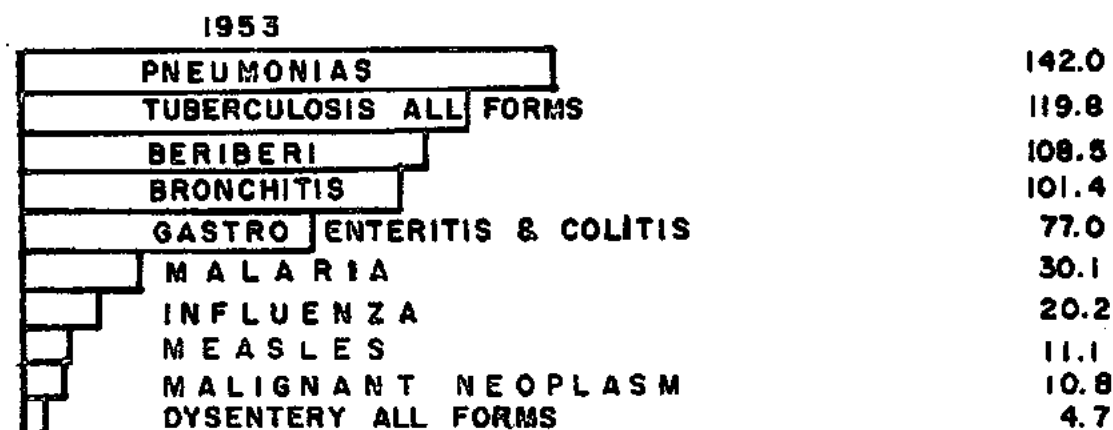 1953
PNEUMONIAS 142.0
TUBERCULOSIS ALL FORMS 119.8
BERIBERI 108.5
BRONCHITIS 101.4
GASTRO ENTERITIS & COLITIS 77.0
MALARIA 30.1
INFLUENZA 20.2
MEASLES 11.1
MALIGNANT NEOPLASM 10.8
DYSENTERY ALL FORMS 4.7